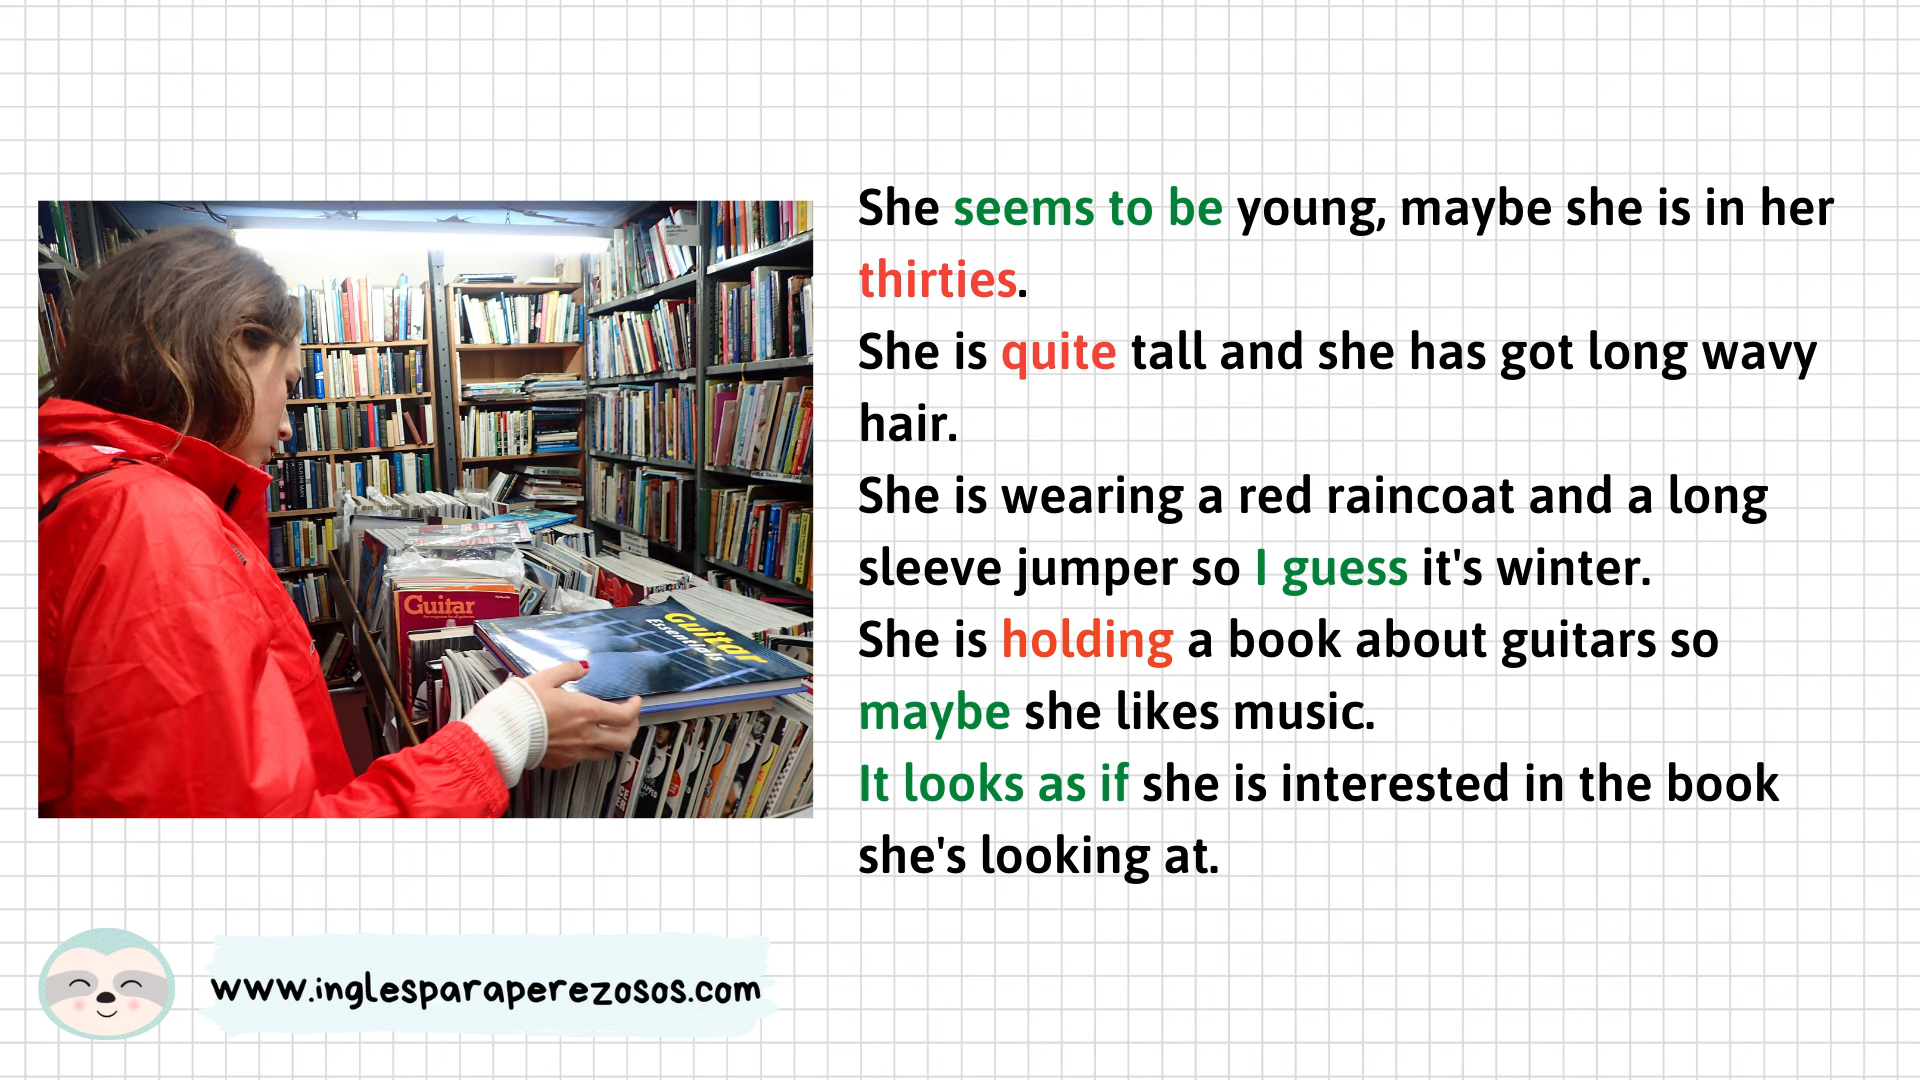 She seems to be young, maybe she is in her
thirties.
She is quite tall and she has got long wavy
hair.
She is wearing a red raincoat and a long
sleeve jumper so I guess it's winter.
She is holding a book about guitars so
maybe she likes music.
It looks as if she is interested in the book
she's looking at.
Guitar
Guitar
Essentials
www.inglesparaperezosos.com